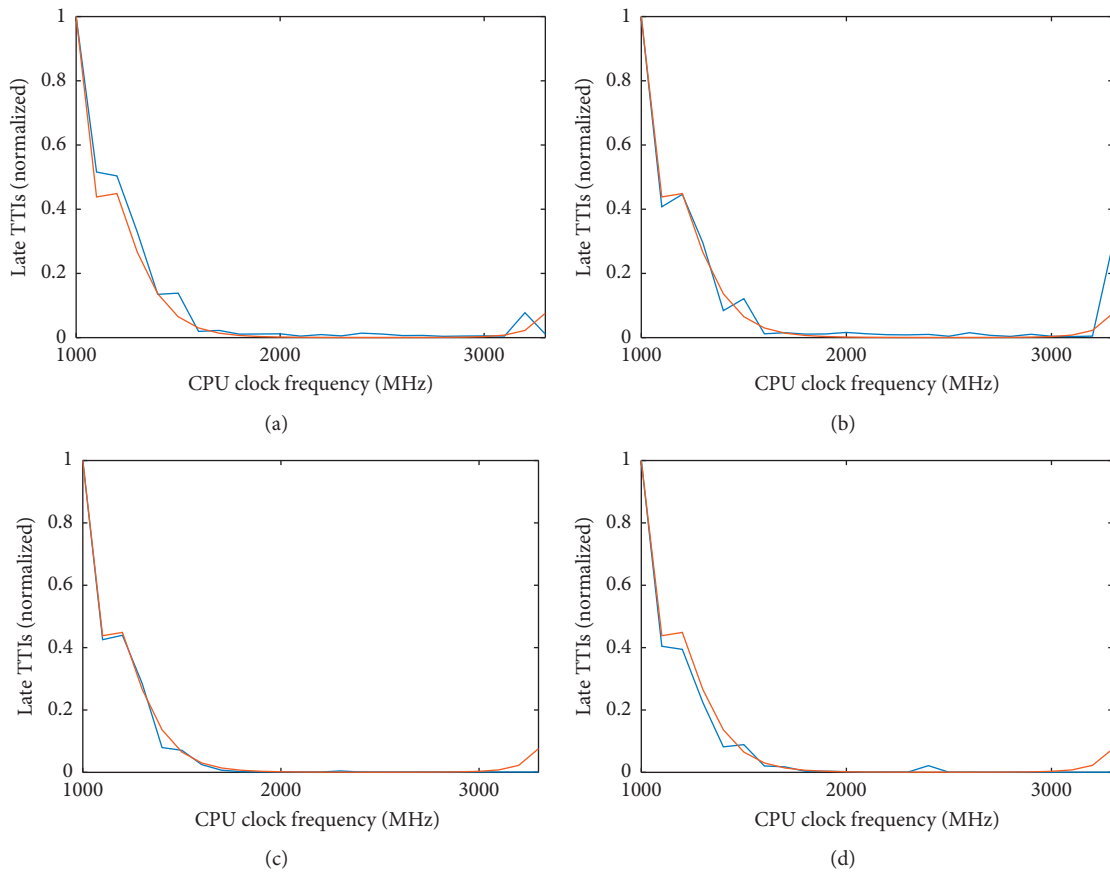 Late TTIs (normalized)
1
0.8
0.6
0.4
0.2
0
1000 2000 3000
CPU clock frequency (MHz)
(a)
Late TTIs (normalized)
1
0.8
0.6
0.4
0.2
0
1000 2000 3000
CPU clock frequency (MHz)
(b)
Late TTIs (normalized)
1
0.8
0.6
0.4
0.2
0
1000 2000 3000
CPU clock frequency (MHz)
(c)
Late TTIs (normalized)
1
0.8
0.6
0.4
0.2
0
1000 2000 3000
CPU clock frequency (MHz)
(d)